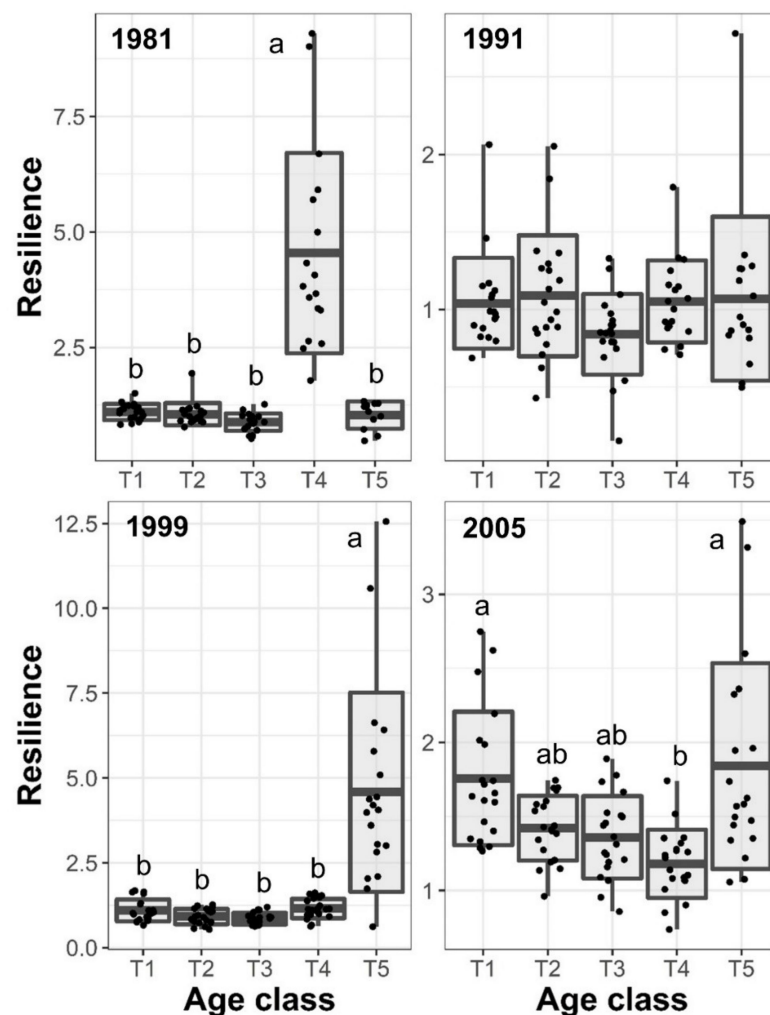 1981
a
7.5
5.0
2.5
b
b
b
b
T1 T2 T3 T4 T5
Resilience
1991
2
1
T1 T2 T3 T4 T5
1999
a
12.5
10.0
7.5
5.0
2.5
0.0
b
b
b
b
T1 T2 T3 T4 T5
Resilience
Age class
2005
a
a
3
2
1
ab
ab
b
T1 T2 T3 T4 T5
Age class